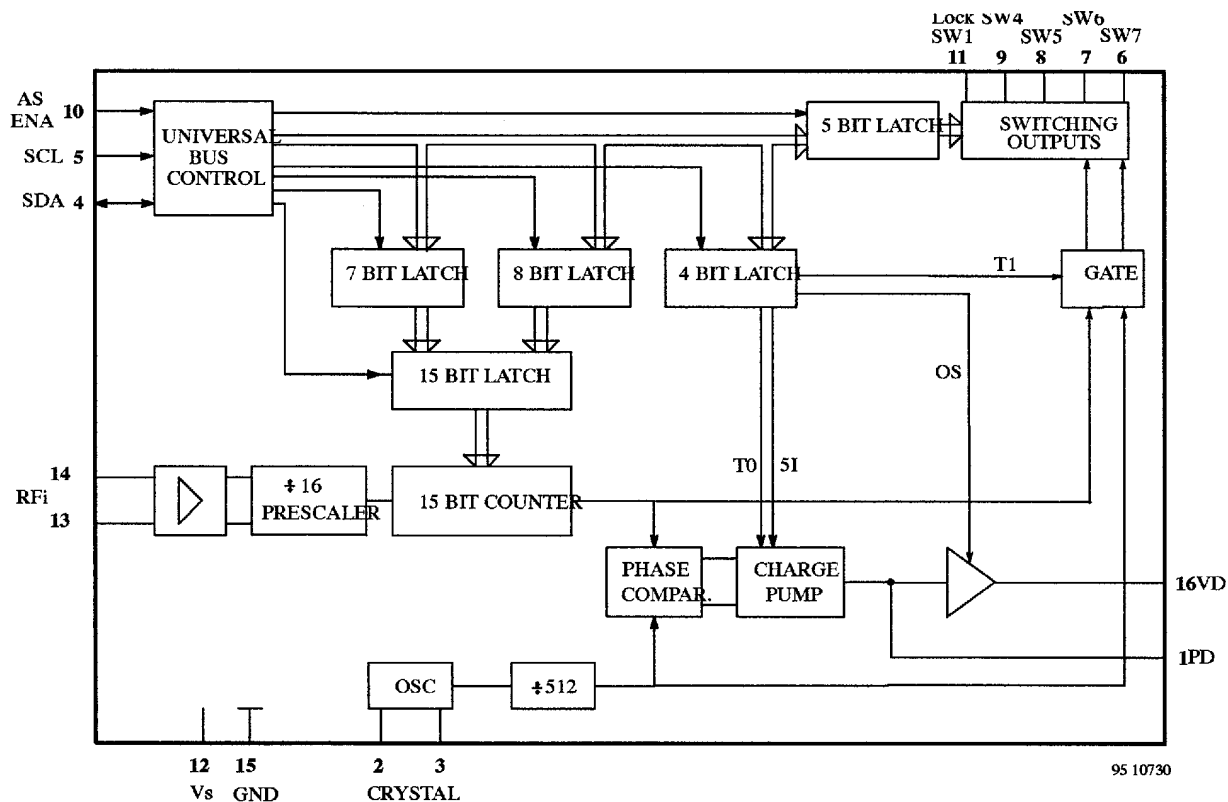 Lock SW4 SW6
SW1 SW5 SW7
11 9 8 7 6
AS 10
ENA
SCL 5
SDA 4
UNIVERSAL
BUS
CONTROL
5 BIT LATCH
SWITCHING
OUTPUTS
7 BIT LATCH
8 BIT LATCH
4 BIT LATCH
T1
GATE
15 BIT LATCH
OS
14
RFi
13
÷16
PRESCALER
15 BIT COUNTER
T0 5I
PHASE
COMPAR.
CHARGE
PUMP
16VD
1PD
OSC
÷512
12 15 2 3
Vs GND CRYSTAL
95 10730